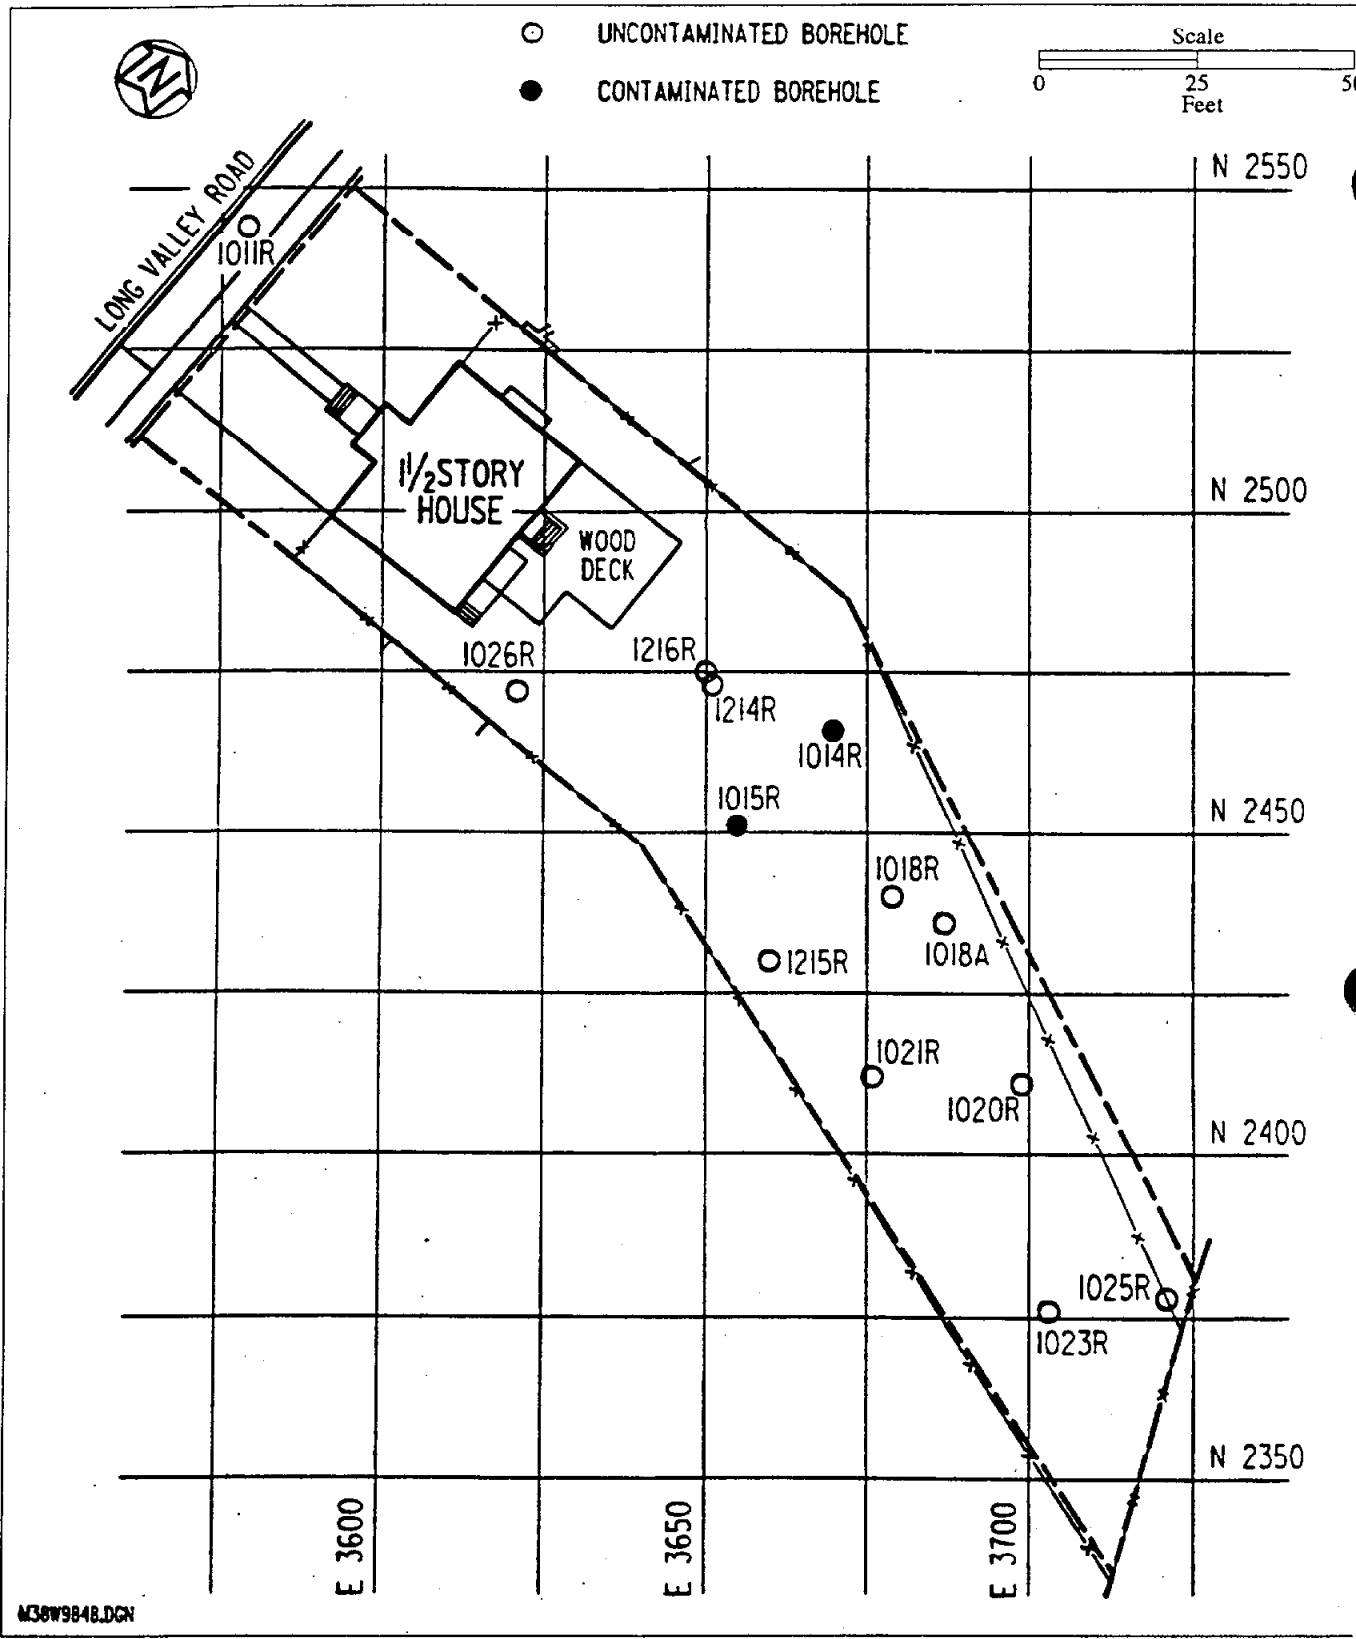 UNCONTAMINATED BOREHOLE
CONTAMINATED BOREHOLE
Scale
0 25 50
Feet
N
N 2550
LONG VALLEY ROAD
1011R
1 1/2 STORY
HOUSE
N 2500
WOOD
DECK
1026R
1216R
1214R
1014R
1015R
N 2450
1018R
1018A
1215R
1021R
1020R
N 2400
1025R
1023R
N 2350
E 3600
E 3650
E 3700
M38W9848.DGN